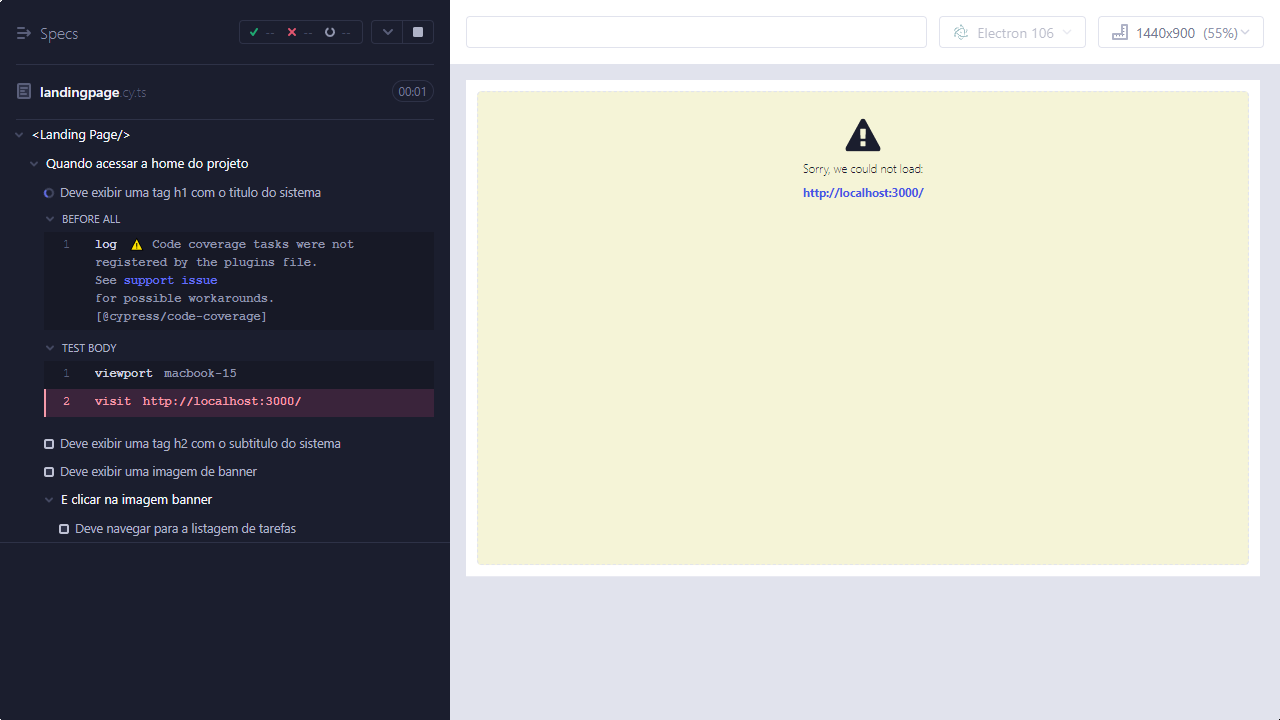 Specs
-- -- --
landingpage.cy.ts
00:01
<Landing Page/>
Quando acessar a home do projeto
Deve exibir uma tag h1 com o titulo do sistema
BEFORE ALL
1 log ⚠ Code coverage tasks were not
registered by the plugins file.
See support issue
for possible workarounds.
[@cypress/code-coverage]
TEST BODY
1 viewport macbook-15
2 visit http://localhost:3000/
Deve exibir uma tag h2 com o subtitulo do sistema
Deve exibir uma imagem de banner
E clicar na imagem banner
Deve navegar para a listagem de tarefas
Electron 106
1440x900 (55%)
Sorry, we could not load:
http://localhost:3000/